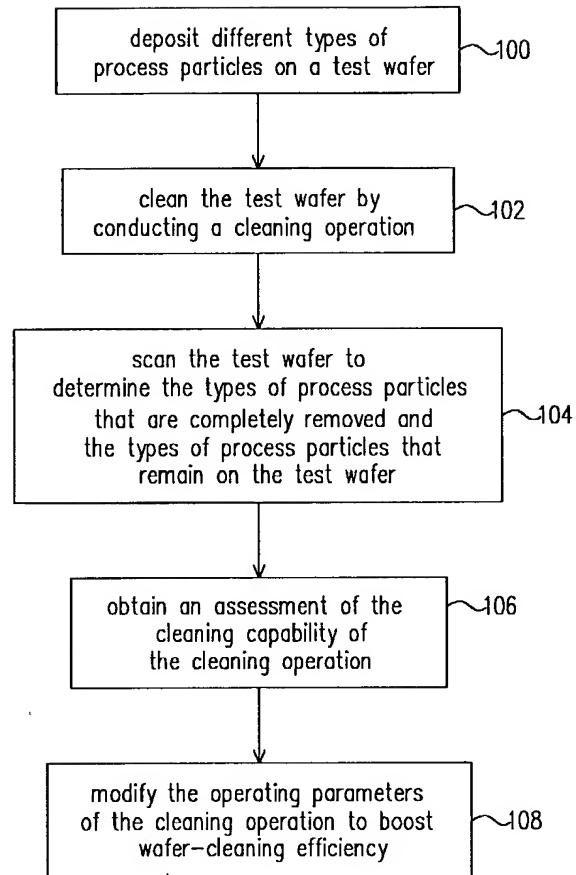 deposit different types of
process particles on a test wafer
100
clean the test wafer by
conducting a cleaning operation
102
scan the test wafer to
determine the types of process particles
that are completely removed and
the types of process particles that
remain on the test wafer
104
obtain an assessment of the
cleaning capability of
the cleaning operation
106
modify the operating parameters
of the cleaning operation to boost
wafer-cleaning efficiency
108